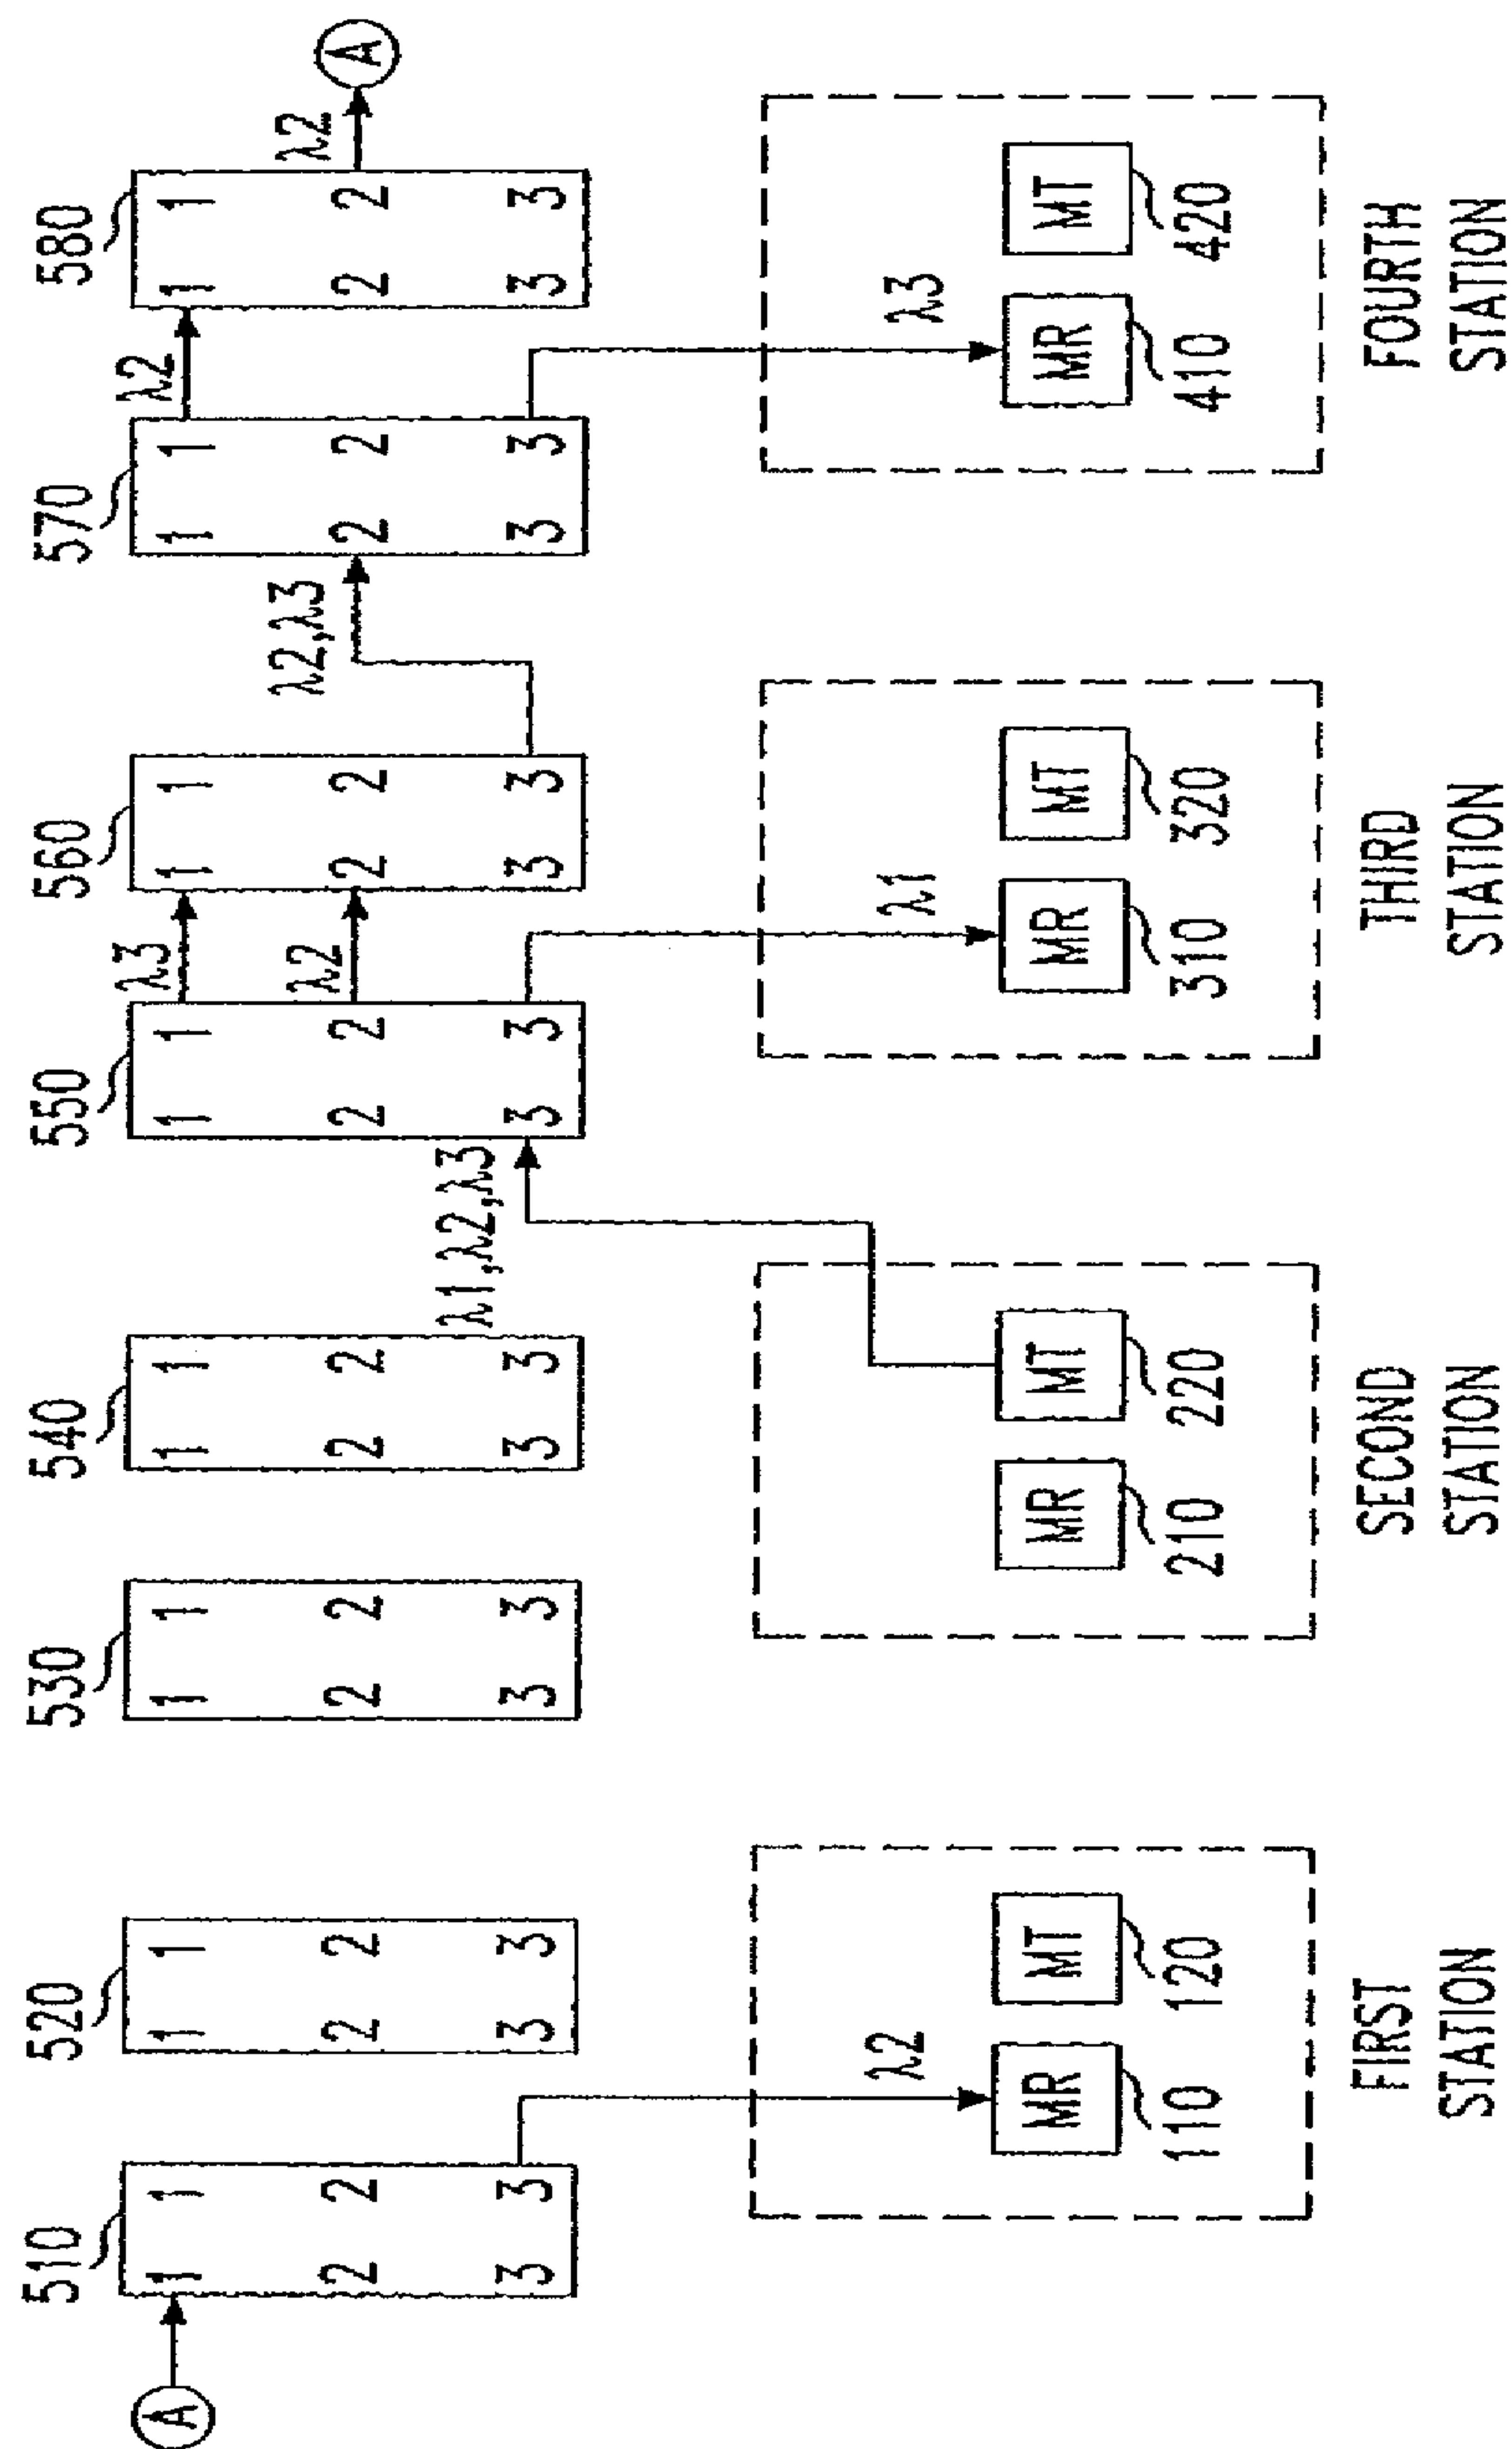 510
520
530
540
550
560
570
580
A
1 1
2 2
3 3
1 1
2 2
3 3
1 1
2 2
3 3
1 1
2 2
3 3
λ1,λ2,λ3
1 1
2 2
3 3
λ3
λ2
1 1
2 2
3 3
λ2,λ3
1 1
2 2
3 3
λ2
1 1
2 2
3 3
λ2
A
λ2
MR
MT
110
120
FIRST
STATION
MR
MT
210
220
SECOND
STATION
λ1
MR
MT
310
320
THIRD
STATION
λ3
MR
MT
410
420
FOURTH
STATION